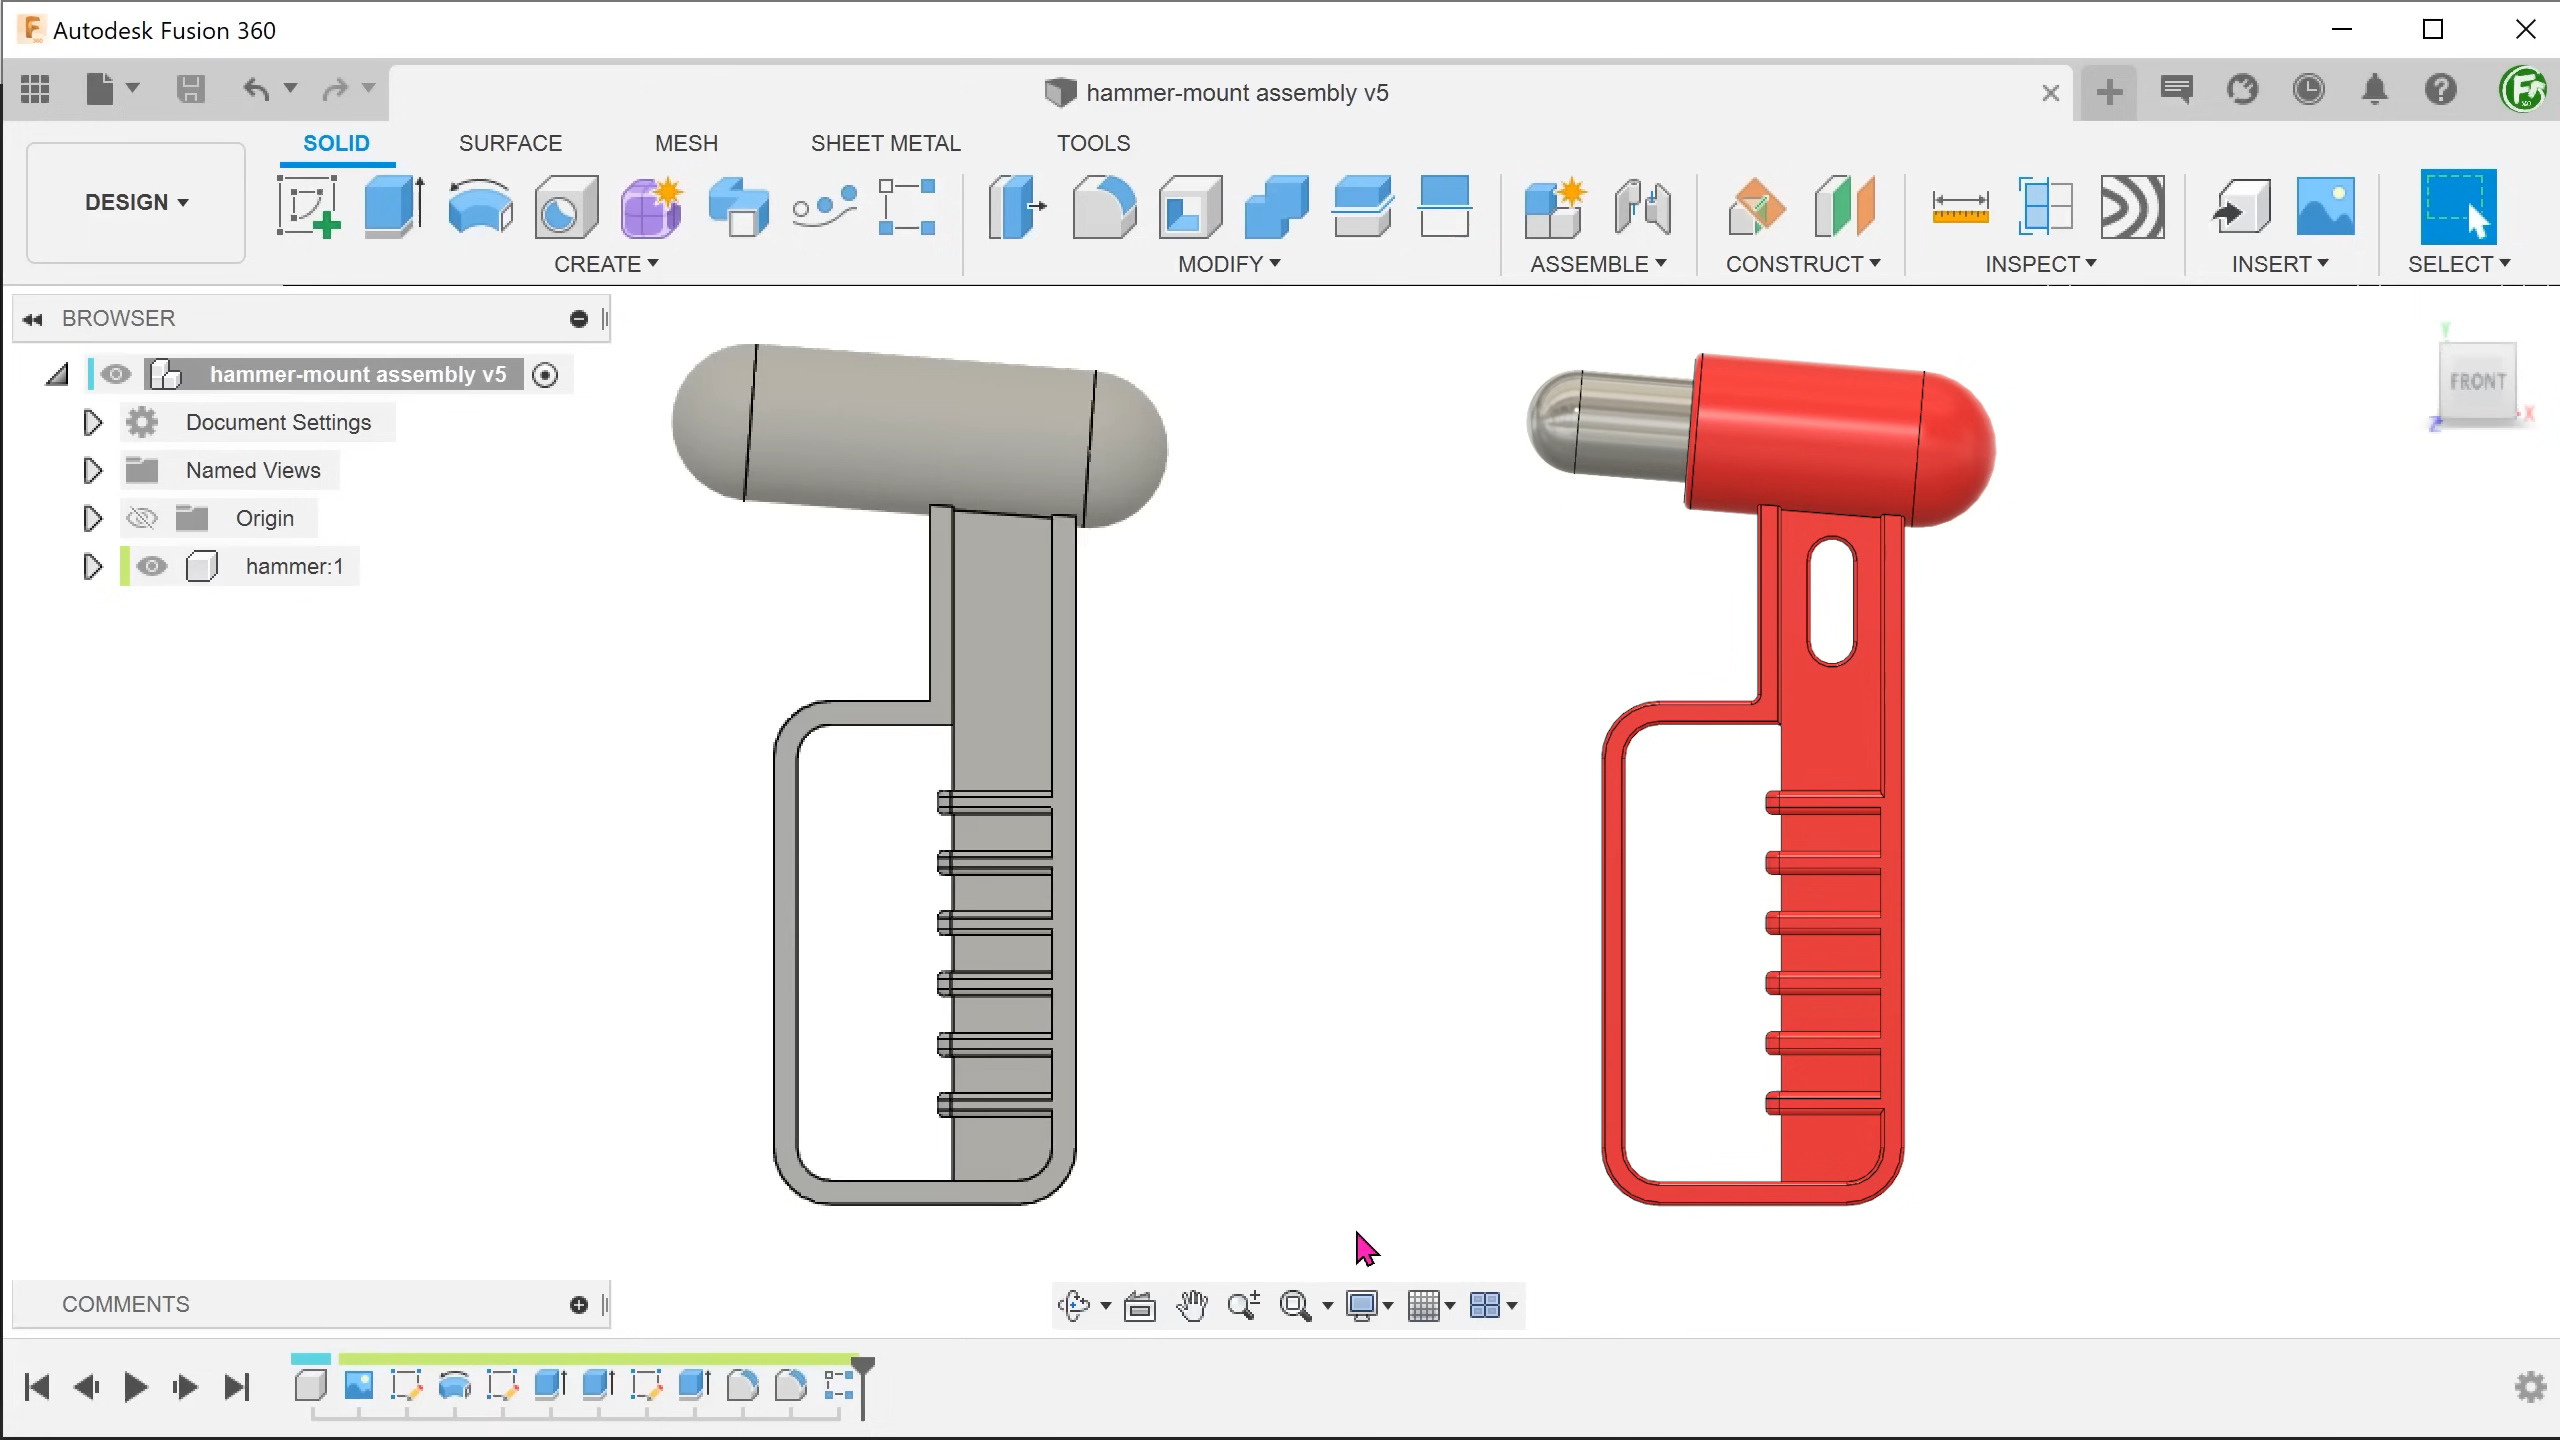 Autodesk Fusion 360
hammer-mount assembly v5
SOLID SURFACE MESH SHEET METAL TOOLS
DESIGN
CREATE MODIFY ASSEMBLE CONSTRUCT INSPECT INSERT SELECT
BROWSER
hammer-mount assembly v5
Document Settings
Named Views
Origin
hammer:1
Y
FRONT
X
Z
COMMENTS